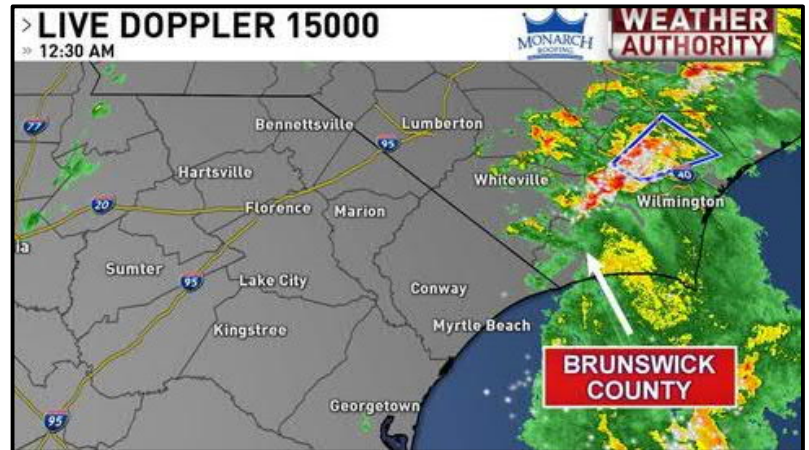 > LIVE DOPPLER 15000
» 12:30 AM
MONARCH
ROOFING
WEATHER
AUTHORITY
77
Bennettsville
Lumberton
95
Hartsville
Whiteville
40
20
Florence
Marion
Wilmington
ia
Sumter
95
Lake City
Conway
Kingstree
Myrtle Beach
BRUNSWICK
COUNTY
Georgetown
95